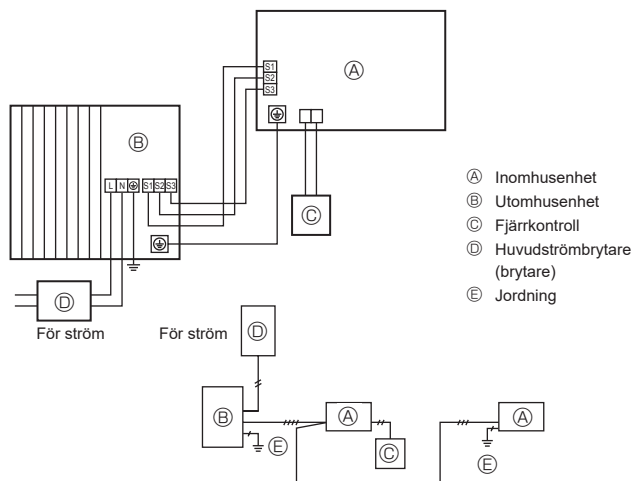 S1
S2
S3
Ⓐ
Ⓑ
L N S1 S2 S3
Ⓒ
Ⓓ
För ström
Ⓐ Inomhusenhet
Ⓑ Utomhusenhet
Ⓒ Fjärrkontroll
Ⓓ Huvudströmbrytare
(brytare)
Ⓔ Jordning
För ström
Ⓓ
Ⓑ
Ⓔ
Ⓐ
Ⓒ
Ⓐ
Ⓔ